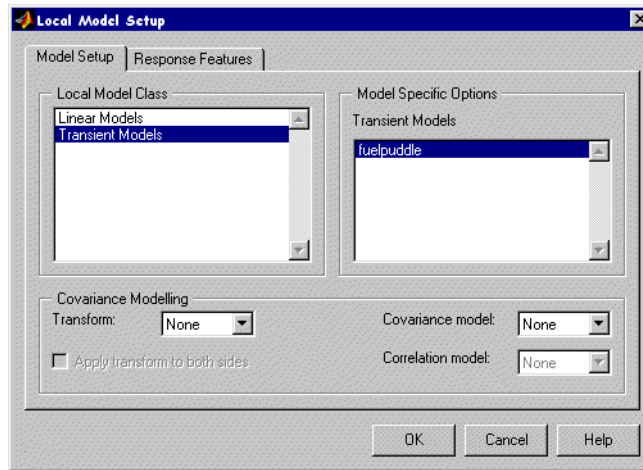 Local Model Setup
Model Setup
Response Features
Local Model Class
Linear Models
Transient Models
Model Specific Options
Transient Models
fuelpuddle
Covariance Modelling
Transform:
None
Covariance model:
None
Apply transform to both sides
Correlation model:
None
OK
Cancel
Help